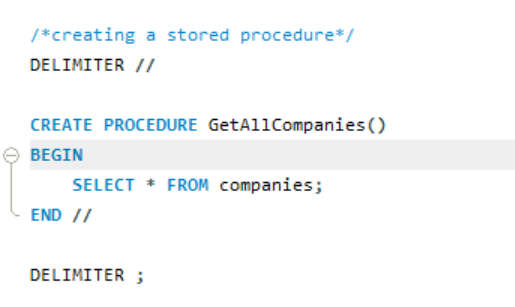 /*creating a stored procedure*/
DELIMITER //
CREATE PROCEDURE GetAllCompanies()
BEGIN
SELECT * FROM companies;
END //
DELIMITER ;